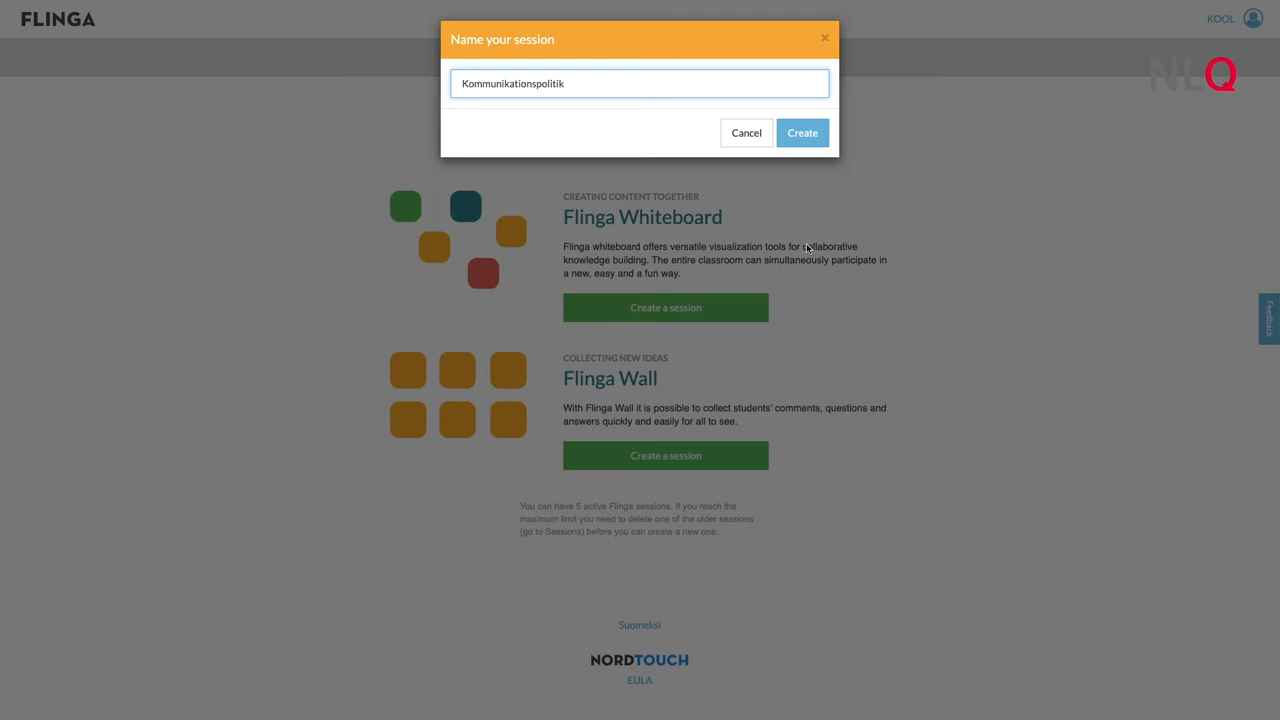 FLINGA
KOOL
NLQ
Name your session
×
Kommunikationspolitik
Cancel
Create
CREATING CONTENT TOGETHER
Flinga Whiteboard
Flinga whiteboard offers versatile visualization tools for collaborative
knowledge building. The entire classroom can simultaneously participate in
a new, easy and a fun way.
Create a session
Feedback
COLLECTING NEW IDEAS
Flinga Wall
With Flinga Wall it is possible to collect students' comments, questions and
answers quickly and easily for all to see.
Create a session
You can have 5 active Flinga sessions. If you reach the
maximum limit you need to delete one of the older sessions
(go to Sessions) before you can create a new one.
Suomeksi
NORDTOUCH
EULA